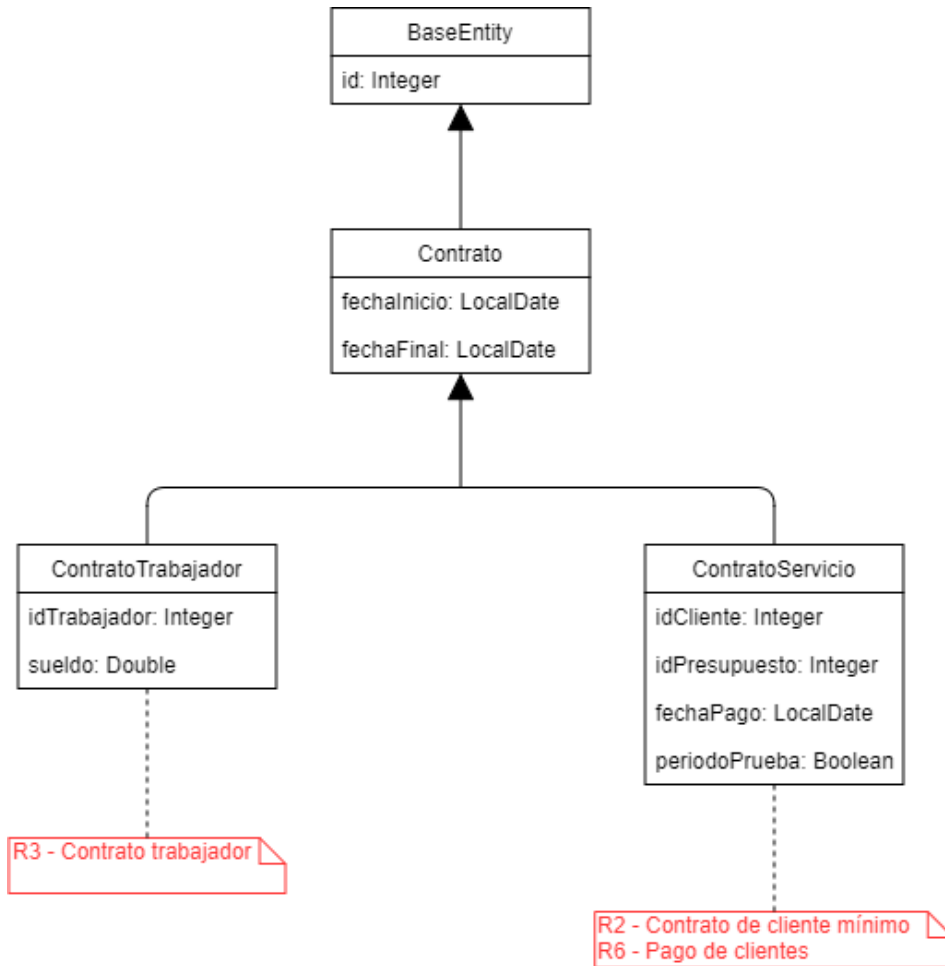 BaseEntity
id: Integer
Contrato
fechaInicio: LocalDate
fechaFinal: LocalDate
ContratoTrabajador
idTrabajador: Integer
sueldo: Double
R3 - Contrato trabajador
ContratoServicio
idCliente: Integer
idPresupuesto: Integer
fechaPago: LocalDate
periodoPrueba: Boolean
R2 - Contrato de cliente mínimo
R6 - Pago de clientes